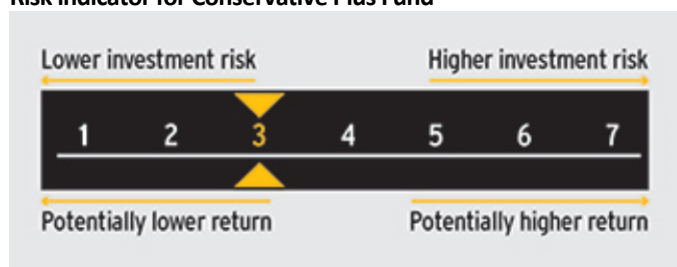 Risk indicator for Conservative Plus Fund
Lower investment risk Higher investment risk
1 2 3 4 5 6 7
Potentially lower return Potentially higher return